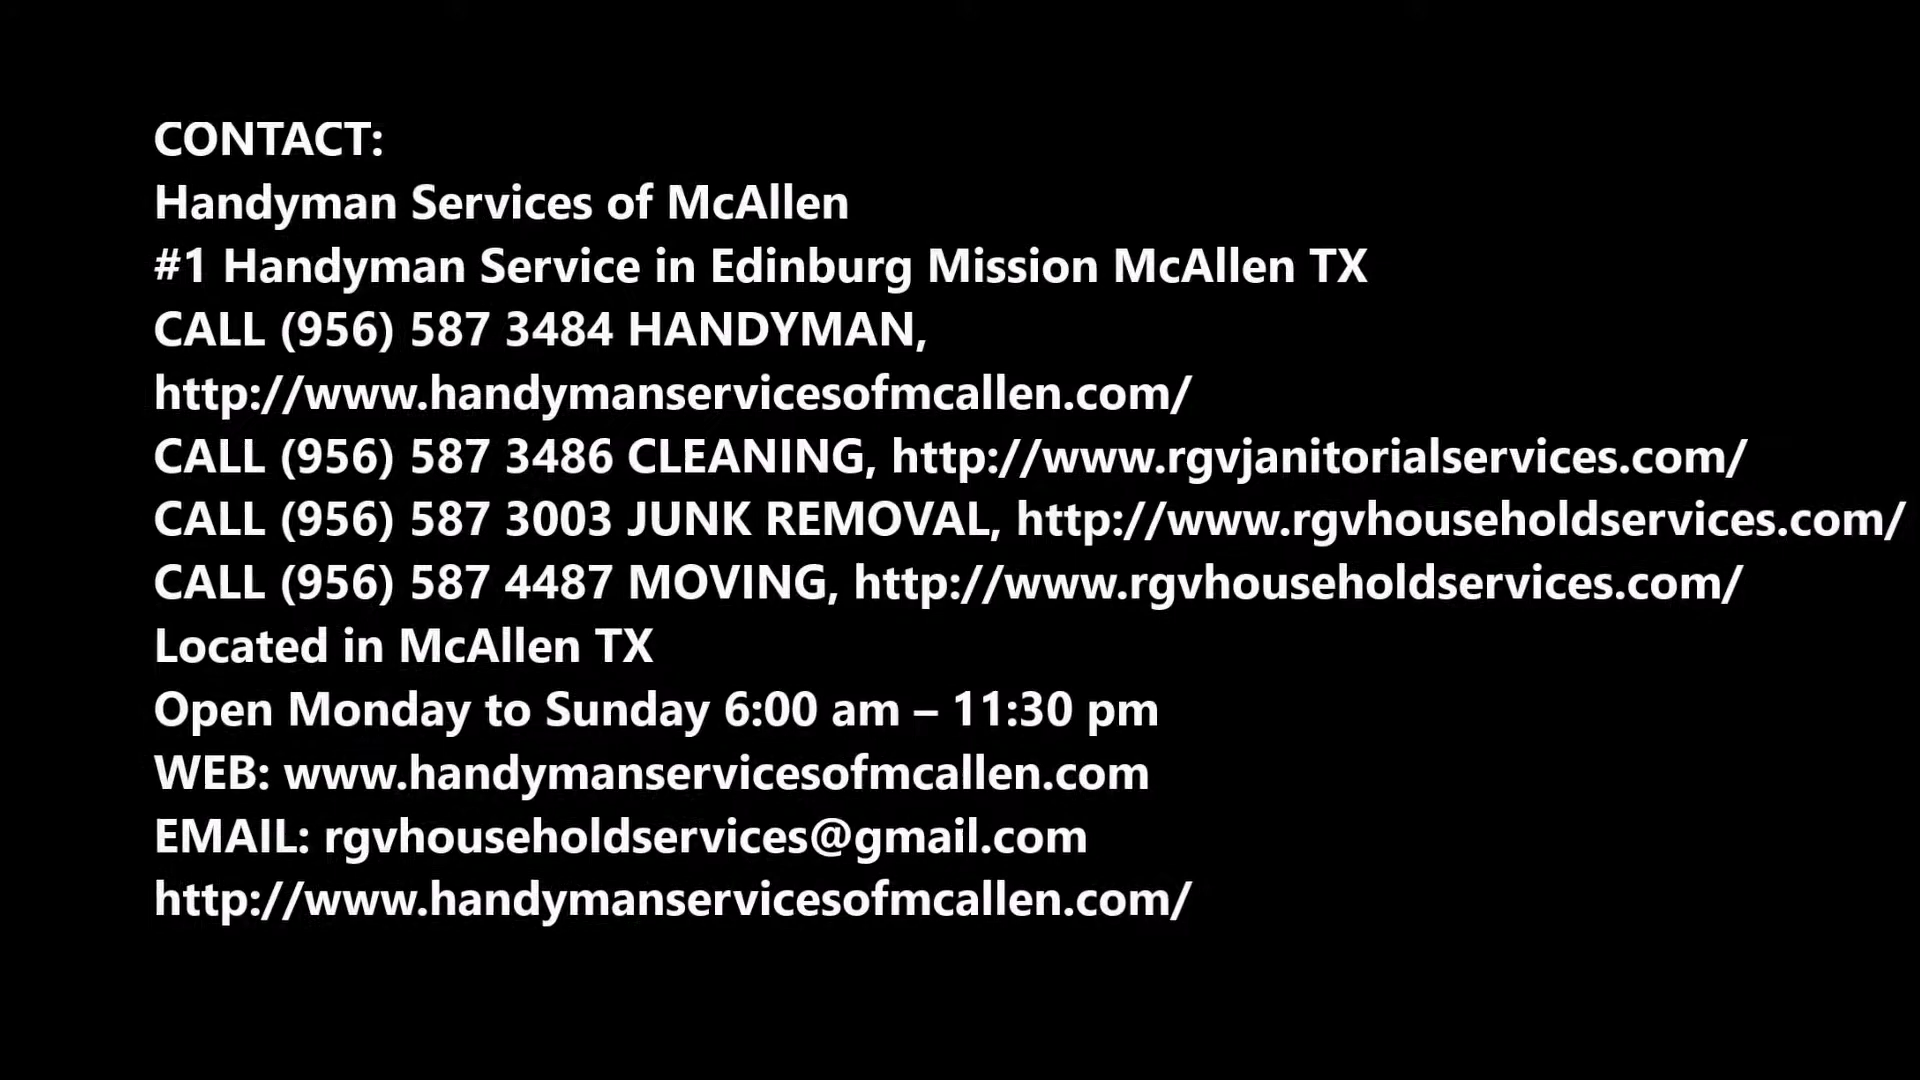 CONTACT:
Handyman Services of McAllen
#1 Handyman Service in Edinburg Mission McAllen TX
CALL (956) 587 3484 HANDYMAN,
http://www.handymanservicesofmcallen.com/
CALL (956) 587 3486 CLEANING, http://www.rgvjanitorialservices.com/
CALL (956) 587 3003 JUNK REMOVAL, http://www.rgvhouseholdservices.com/
CALL (956) 587 4487 MOVING, http://www.rgvhouseholdservices.com/
Located in McAllen TX
Open Monday to Sunday 6:00 am – 11:30 pm
WEB: www.handymanservicesofmcallen.com
EMAIL: rgvhouseholdservices@gmail.com
http://www.handymanservicesofmcallen.com/